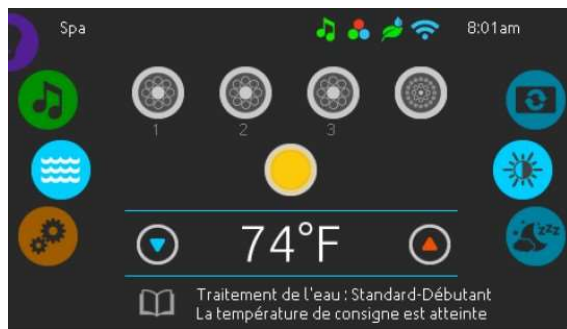 Spa
8:01am
1 2 3
74°F
Traitement de l'eau : Standard-Débutant
La température de consigne est atteinte